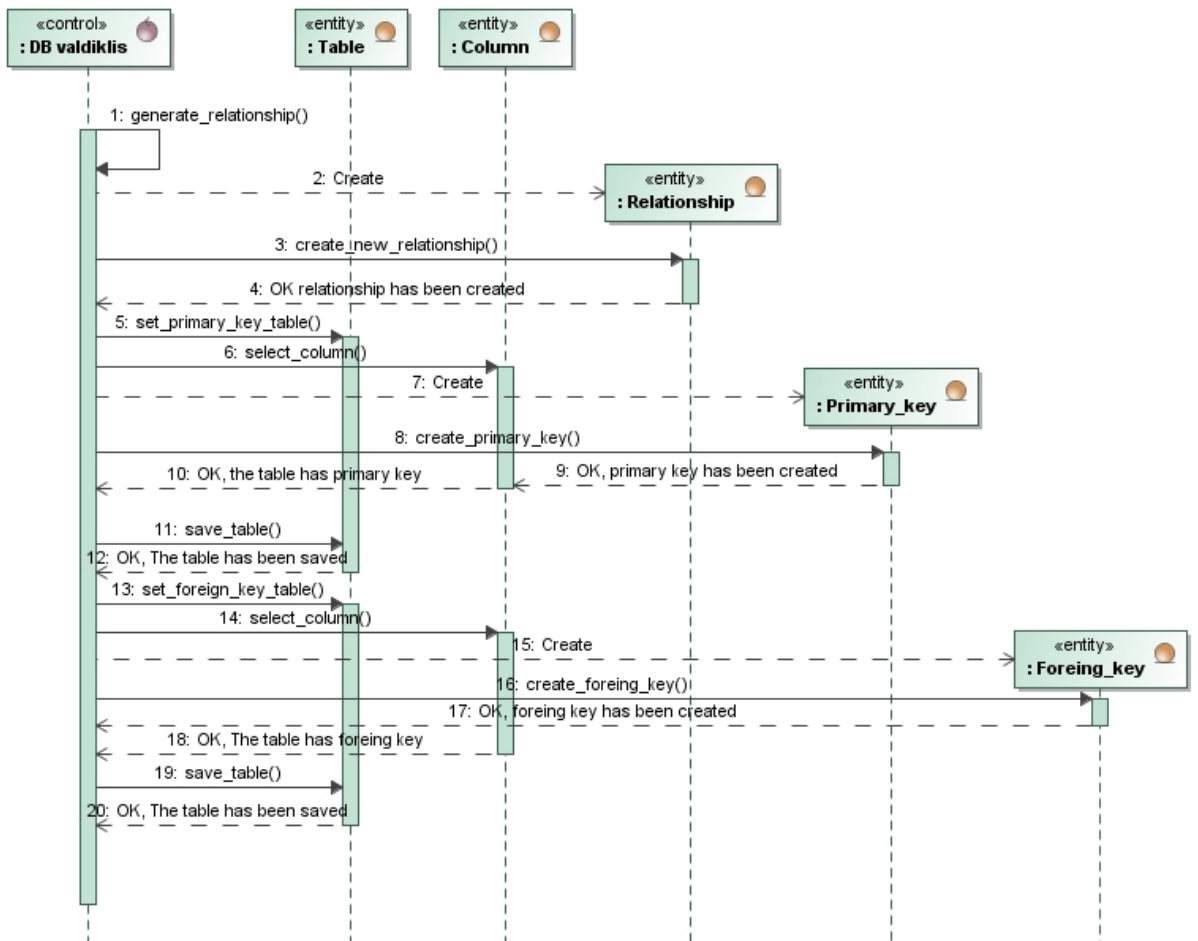 «control»
: DB valdiklis
«entity»
: Table
«entity»
: Column
1: generate_relationship()
2: Create
«entity»
: Relationship
3: create_new_relationship()
4: OK relationship has been created
5: set_primary_key_table()
6: select_column()
7: Create
«entity»
: Primary_key
8: create_primary_key()
10: OK, the table has primary key
9: OK, primary key has been created
11: save_table()
12: OK, The table has been saved
13: set_foreign_key_table()
14: select_column()
15: Create
«entity»
: Foreing_key
16: create_foreing_key()
17: OK, foreing key has been created
18: OK, The table has foreing key
19: save_table()
20: OK, The table has been saved